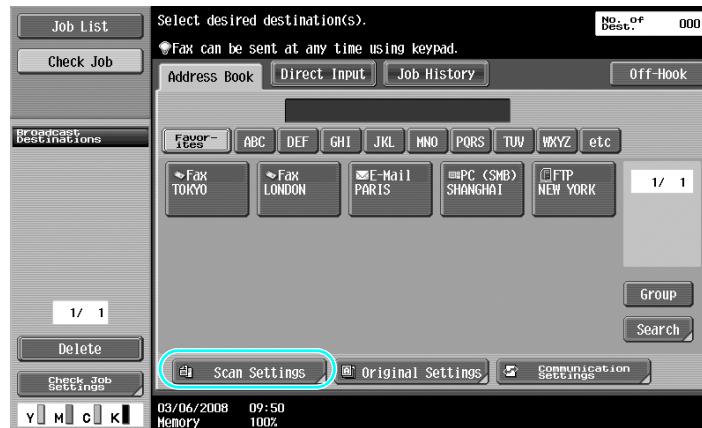 Job List
Check Job
Broadcast
Destinations
1/ 1
Delete
Check Job
Settings
Y M C K
Select desired destination(s).
No. of
Dest.
000
Fax can be sent at any time using keypad.
Address Book
Direct Input
Job History
Off-Hook
Favor-
ites
ABC
DEF
GHI
JKL
MNO
PQRS
TUV
WXYZ
etc
Fax
TOKYO
Fax
LONDON
E-Mail
PARIS
PC (SMB)
SHANGHAI
FTP
NEW YORK
1/ 1
Group
Search
Scan Settings
Original Settings
Communication
Settings
03/06/2008 09:50
Memory 100%